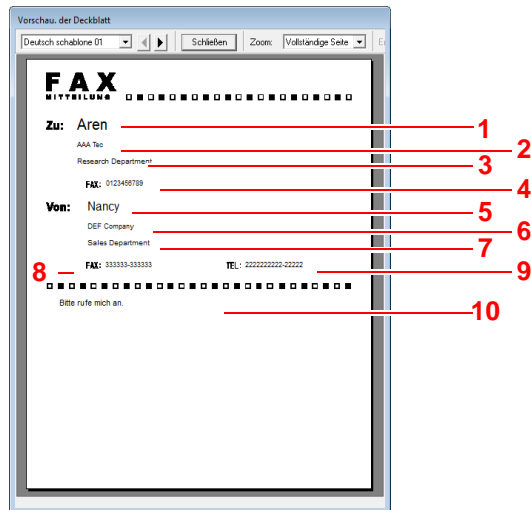 Vorschau. der Deckblatt
Deutsch schablone 01 Schließen Zoom: Vollständige Seite
FAX
MITTEILUNG
Zu: Aren 1
AAA Tec 2
Research Department 3
FAX: 0123456789 4
Von: Nancy 5
DEF Company 6
Sales Department 7
8 FAX: 333333-333333 TEL: 2222222222-22222 9
Bitte rufe mich an. 10